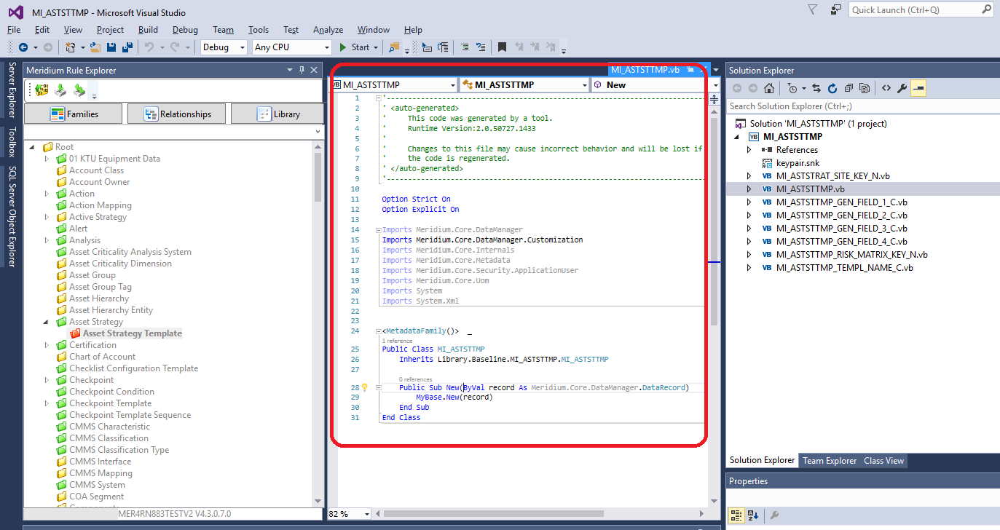 MI_ASTSTTMP - Microsoft Visual Studio
Quick Launch (Ctrl+Q)
File Edit View Project Build Debug Team Tools Test Analyze Window Help
Debug Any CPU Start
Server Explorer
Toolbox
SQL Server Object Explorer
Meridium Rule Explorer
Families Relationships Library
Root
01 KTU Equipment Data
Account Class
Account Owner
Action
Action Mapping
Active Strategy
Alert
Analysis
Asset Criticality Analysis System
Asset Criticality Dimension
Asset Group
Asset Group Tag
Asset Hierarchy
Asset Hierarchy Entity
Asset Strategy
Asset Strategy Template
Certification
Chart of Account
Checklist Configuration Template
Checkpoint
Checkpoint Condition
Checkpoint Template
Checkpoint Template Sequence
CMMS Characteristic
CMMS Classification
CMMS Classification Type
CMMS Interface
CMMS Mapping
CMMS System
COA Segment
MER4RN883TESTV2 V4.3.0.7.0
MI_ASTSTTMP.vb
VB MI_ASTSTTMP MI_ASTSTTMP New
1 '------------------------------------------------------------------------------
2 ' <auto-generated>
3 '     This code was generated by a tool.
4 '     Runtime Version:2.0.50727.1433
5 '
6 '     Changes to this file may cause incorrect behavior and will be lost if
7 '     the code is regenerated.
8 ' </auto-generated>
9 '------------------------------------------------------------------------------
10
11 Option Strict On
12 Option Explicit On
13
14 Imports Meridium.Core.DataManager
15 Imports Meridium.Core.DataManager.Customization
16 Imports Meridium.Core.Internals
17 Imports Meridium.Core.Metadata
18 Imports Meridium.Core.Security.ApplicationUser
19 Imports Meridium.Core.Uom
20 Imports System
21 Imports System.Xml
22
23
24 <MetadataFamily()>  _
1 reference
25 Public Class MI_ASTSTTMP
26     Inherits Library.Baseline.MI_ASTSTTMP.MI_ASTSTTMP
27
0 references
28     Public Sub New(ByVal record As Meridium.Core.DataManager.DataRecord)
29         MyBase.New(record)
30     End Sub
31 End Class
82 %
Solution Explorer
Search Solution Explorer (Ctrl+;)
Solution 'MI_ASTSTTMP' (1 project)
VB MI_ASTSTTMP
References
keypair.snk
VB MI_ASTSTRAT_SITE_KEY_N.vb
VB MI_ASTSTTMP.vb
VB MI_ASTSTTMP_GEN_FIELD_1_C.vb
VB MI_ASTSTTMP_GEN_FIELD_2_C.vb
VB MI_ASTSTTMP_GEN_FIELD_3_C.vb
VB MI_ASTSTTMP_GEN_FIELD_4_C.vb
VB MI_ASTSTTMP_RISK_MATRIX_KEY_N.vb
VB MI_ASTSTTMP_TEMPL_NAME_C.vb
Solution Explorer Team Explorer Class View
Properties